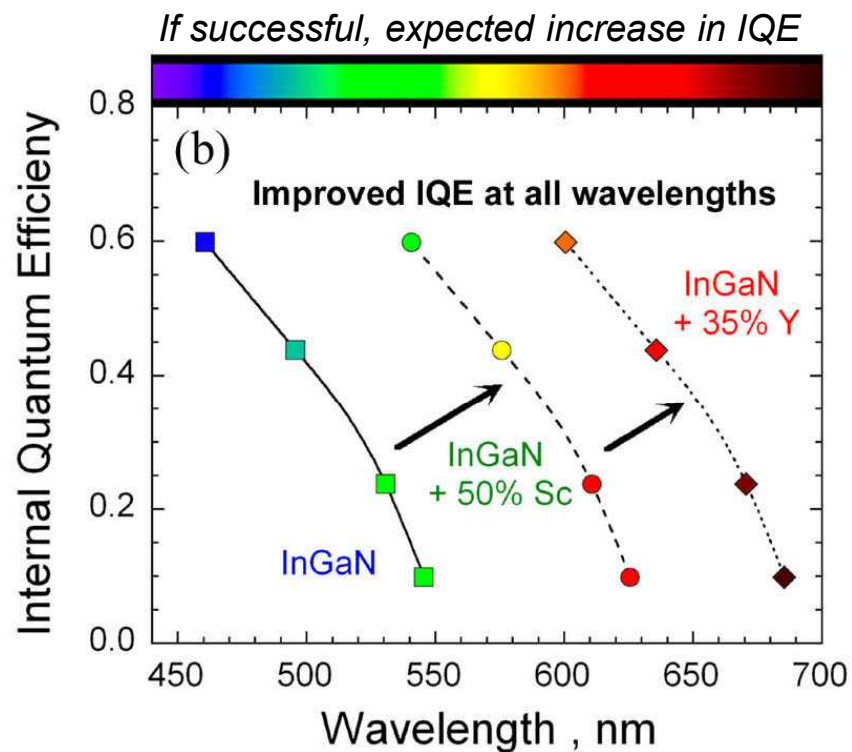 If successful, expected increase in IQE
(b)
Improved IQE at all wavelengths
InGaN
+ 35% Y
InGaN
+ 50% Sc
InGaN
Internal Quantum Efficieny
0.8
0.6
0.4
0.2
0.0
450 500 550 600 650 700
Wavelength , nm